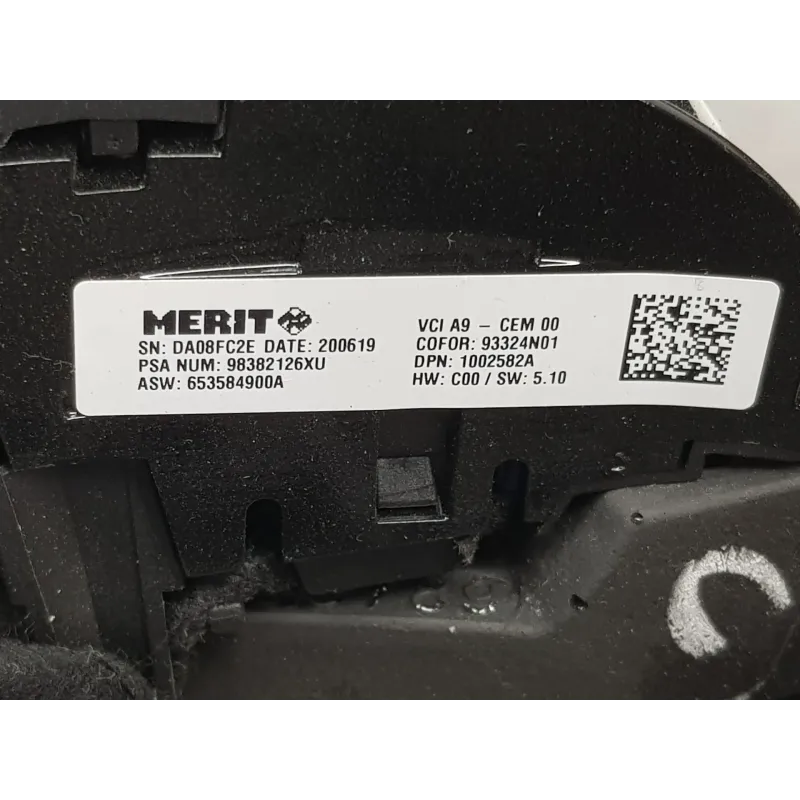 MERIT
SN: DA08FC2E DATE: 200619
PSA NUM: 98382126XU
ASW: 653584900A
VCI A9 - CEM 00
COFOR: 93324N01
DPN: 1002582A
HW: C00 / SW: 5.10
C